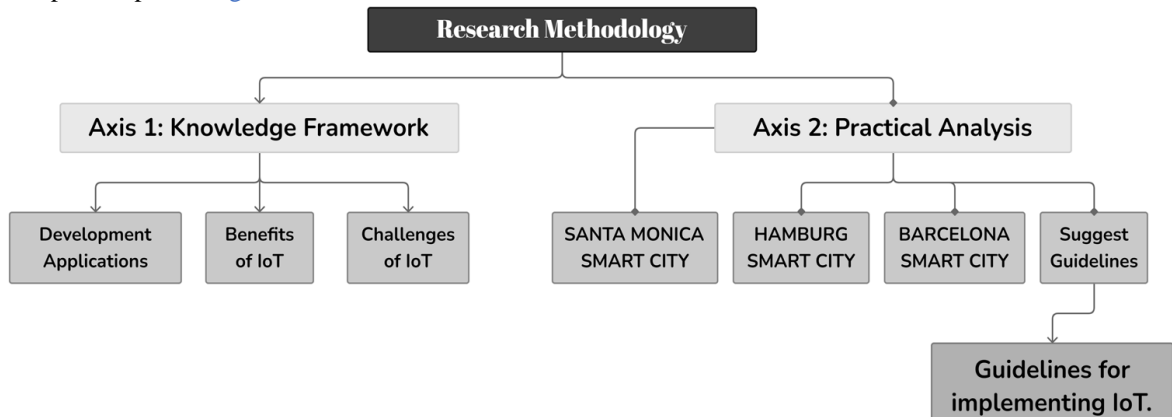 Research Methodology
Axis 1: Knowledge Framework
Axis 2: Practical Analysis
Development
Applications
Benefits
of IoT
Challenges
of IoT
SANTA MONICA
SMART CITY
HAMBURG
SMART CITY
BARCELONA
SMART CITY
Suggest
Guidelines
Guidelines for
implementing IoT.